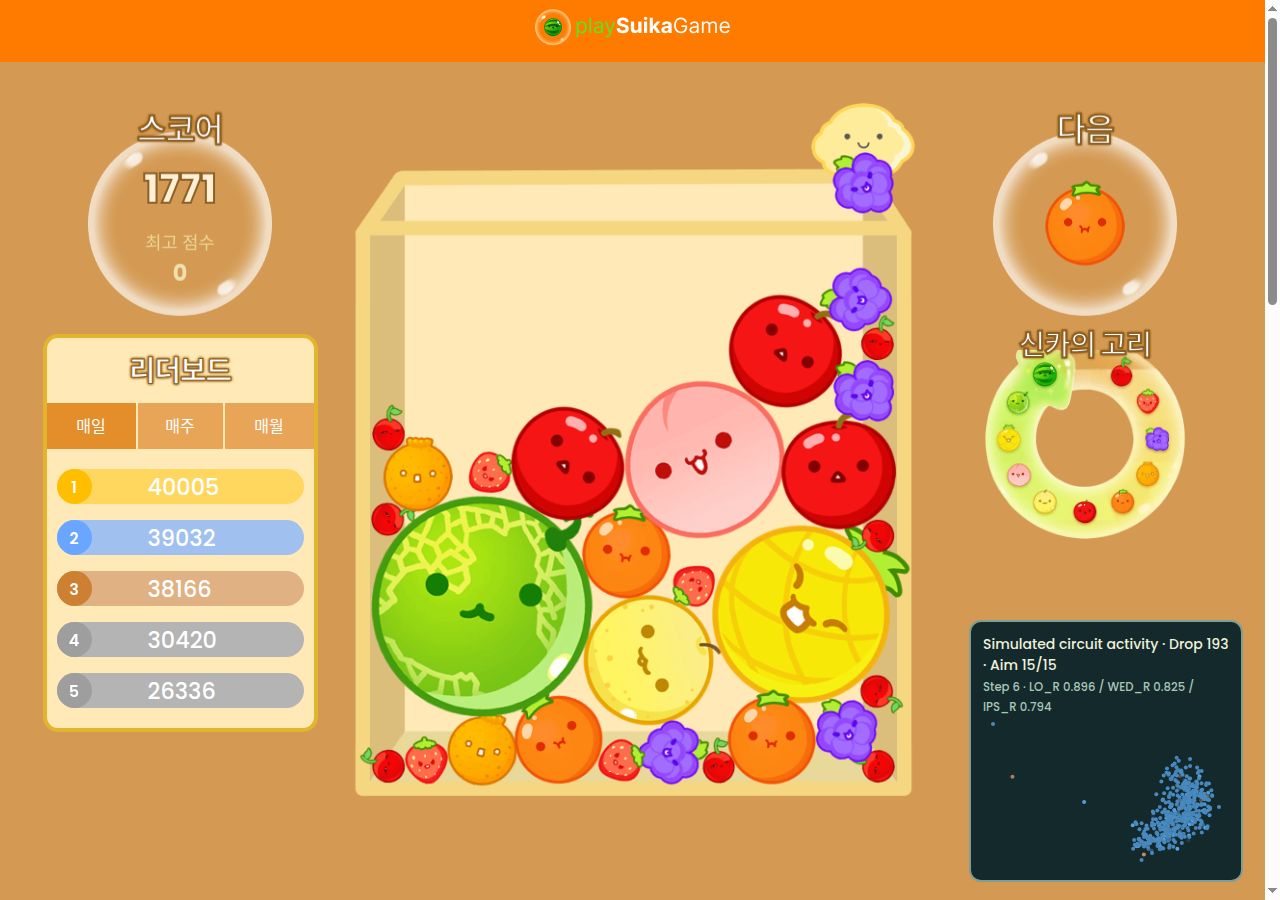 playSuikaGame
스코어
1771
최고 점수
0
리더보드
매일 매주 매월
1 40005
2 39032
3 38166
4 30420
5 26336
다음
신카의 고리
Simulated circuit activity · Drop 193
· Aim 15/15
Step 6 · LO_R 0.896 / WED_R 0.825 /
IPS_R 0.794